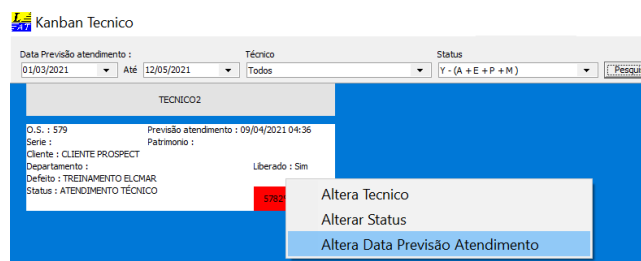 Kanban Tecnico
Data Previsão atendimento : Técnico Status
01/03/2021 Até 12/05/2021 Todos Y - (A + E + P + M )
TECNICO2
O.S. : 579 Previsão atendimento : 09/04/2021 04:36
Serie : Patrimonio :
Cliente : CLIENTE PROSPECT
Departamento : Liberado : Sim
Defeito : TREINAMENTO ELCMAR
Status : ATENDIMENTO TÉCNICO
Altera Tecnico
Alterar Status
Altera Data Previsão Atendimento